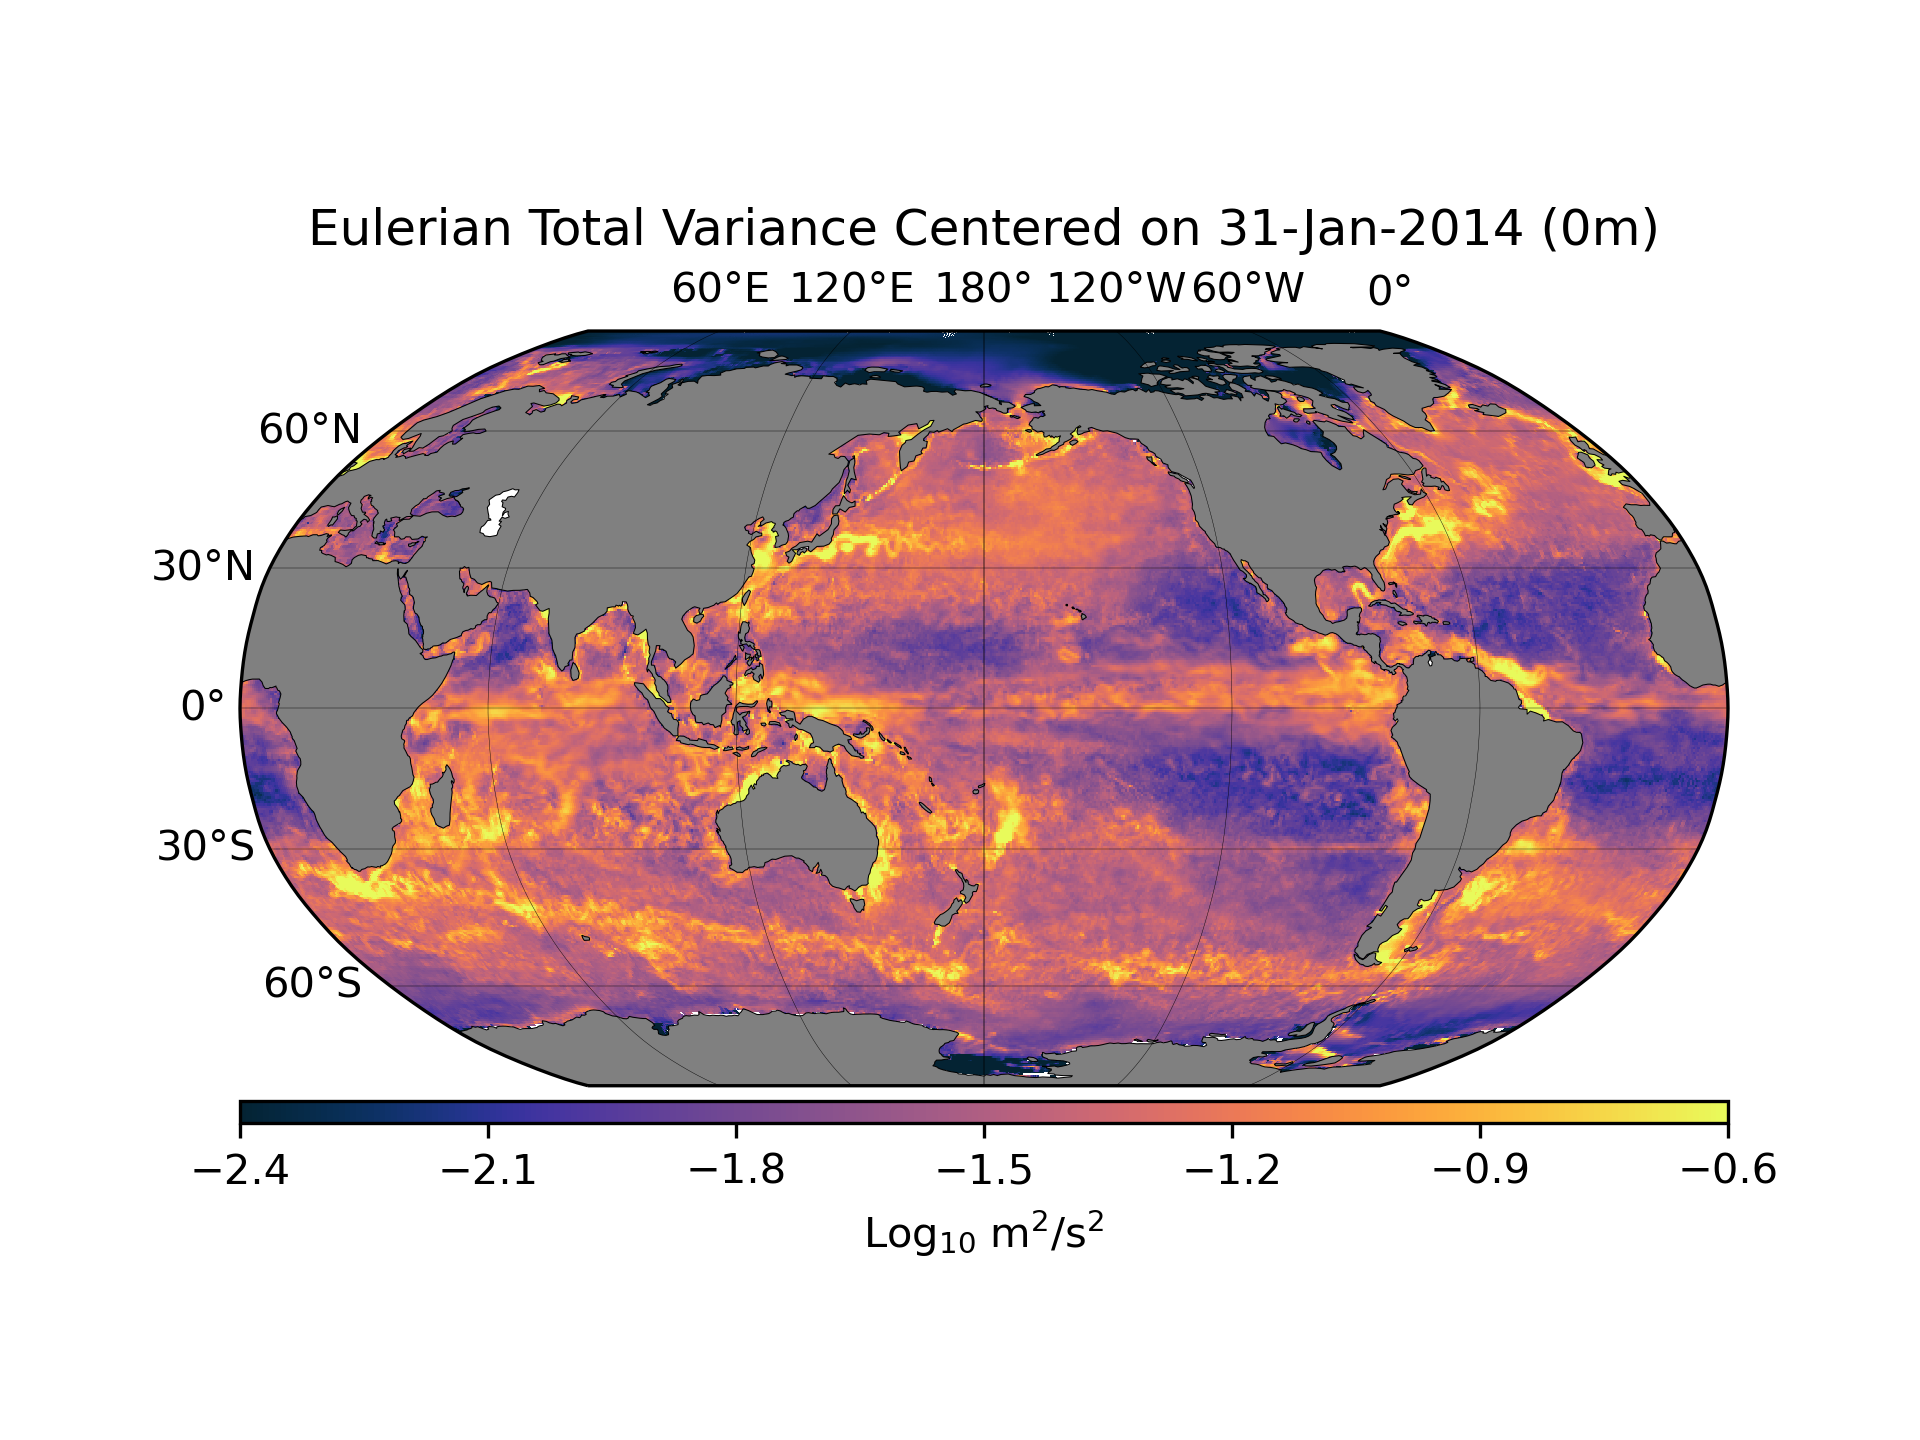 Eulerian Total Variance Centered on 31-Jan-2014 (0m)
60°E 120°E 180° 120°W 60°W 0°
60°N
30°N
0°
30°S
60°S
−2.4 −2.1 −1.8 −1.5 −1.2 −0.9 −0.6
Log₁₀ m²/s²